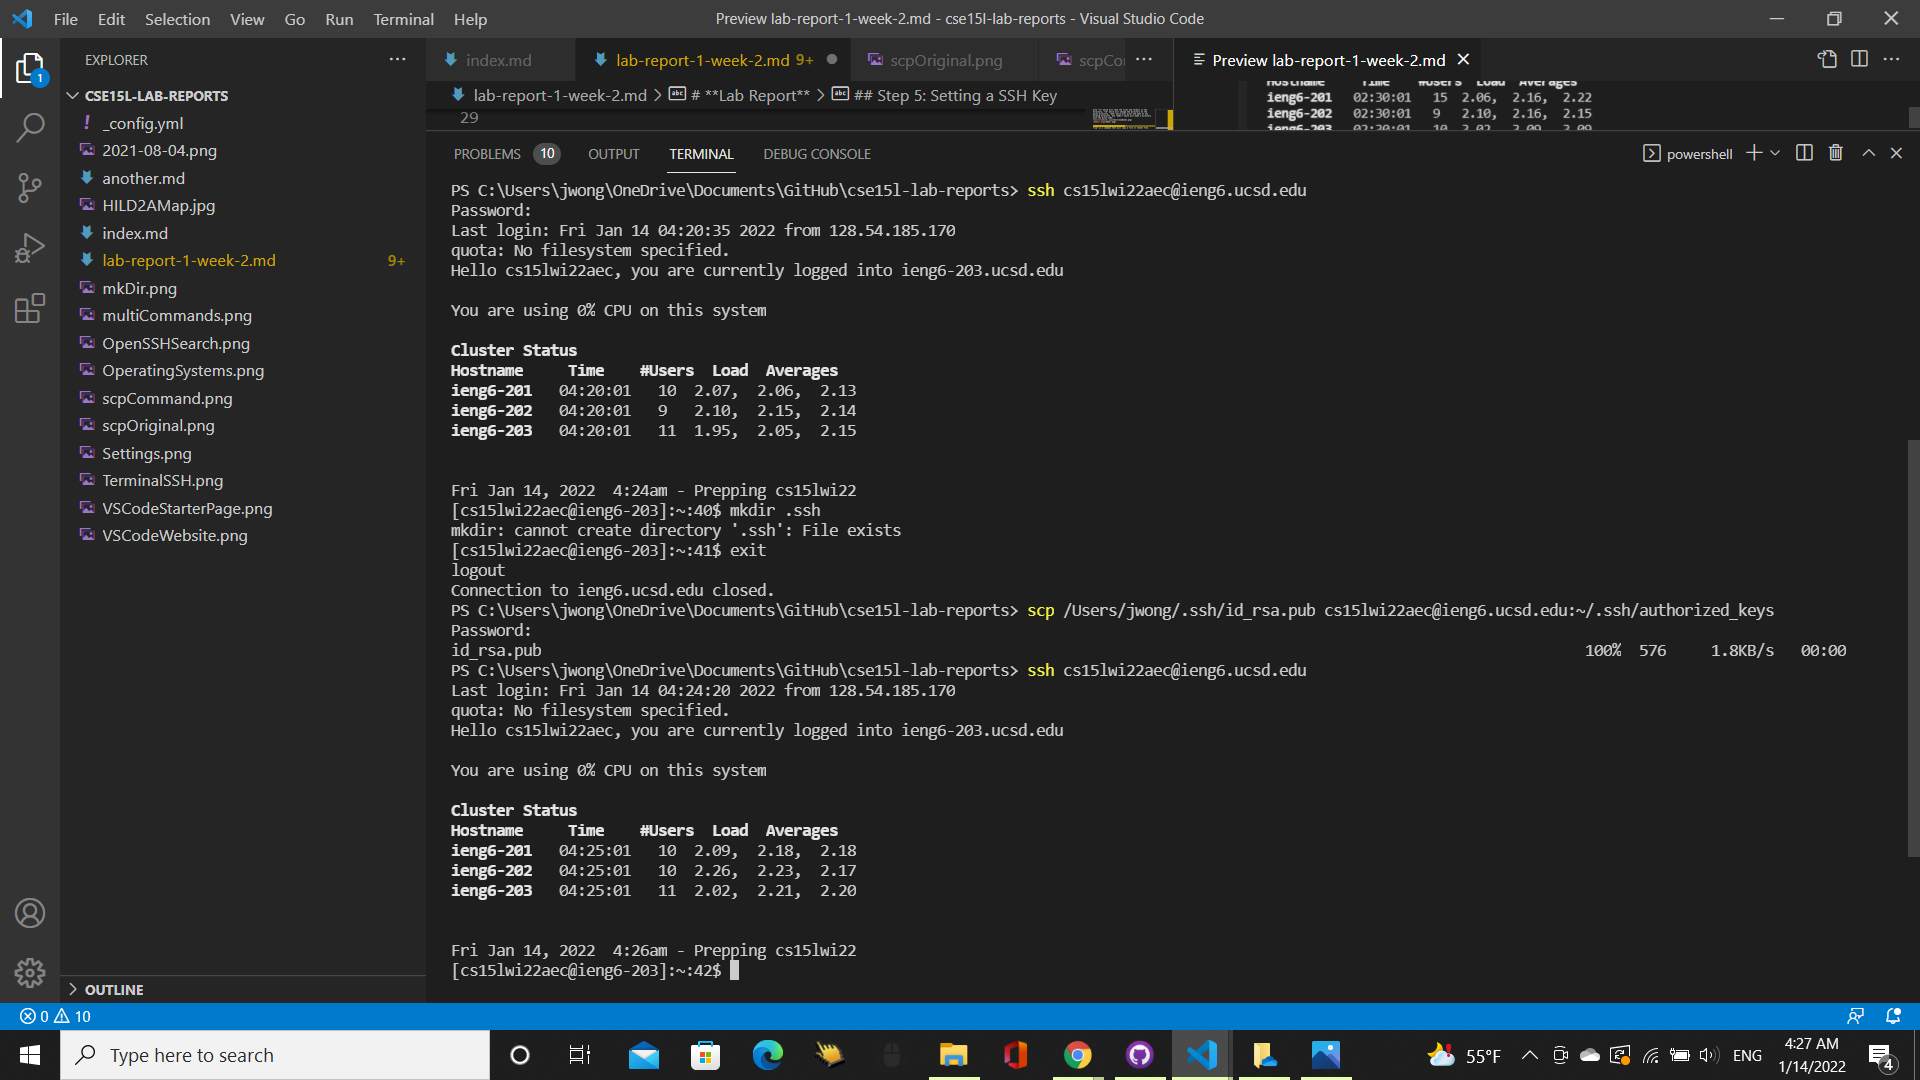 File Edit Selection View Go Run Terminal Help
Preview lab-report-1-week-2.md - cse15l-lab-reports - Visual Studio Code
1
EXPLORER
CSE15L-LAB-REPORTS
! _config.yml
2021-08-04.png
another.md
HILD2AMap.jpg
index.md
lab-report-1-week-2.md 9+
mkDir.png
multiCommands.png
OpenSSHSearch.png
OperatingSystems.png
scpCommand.png
scpOriginal.png
Settings.png
TerminalSSH.png
VSCodeStarterPage.png
VSCodeWebsite.png
OUTLINE
index.md
lab-report-1-week-2.md 9+
scpOriginal.png
scpCo
Preview lab-report-1-week-2.md
lab-report-1-week-2.md > # **Lab Report** > ## Step 5: Setting a SSH Key
29
Hostname Time #Users Load Averages
ieng6-201 02:30:01 15 2.06, 2.16, 2.22
ieng6-202 02:30:01 9 2.10, 2.16, 2.15
ieng6-203 02:30:01 10 3.02, 3.09, 3.09
PROBLEMS 10 OUTPUT TERMINAL DEBUG CONSOLE
powershell
PS C:\Users\jwong\OneDrive\Documents\GitHub\cse15l-lab-reports> ssh cs15lwi22aec@ieng6.ucsd.edu
Password:
Last login: Fri Jan 14 04:20:35 2022 from 128.54.185.170
quota: No filesystem specified.
Hello cs15lwi22aec, you are currently logged into ieng6-203.ucsd.edu
You are using 0% CPU on this system
Cluster Status
Hostname Time #Users Load Averages
ieng6-201 04:20:01 10 2.07, 2.06, 2.13
ieng6-202 04:20:01 9 2.10, 2.15, 2.14
ieng6-203 04:20:01 11 1.95, 2.05, 2.15
Fri Jan 14, 2022 4:24am - Prepping cs15lwi22
[cs15lwi22aec@ieng6-203]:~:40$ mkdir .ssh
mkdir: cannot create directory '.ssh': File exists
[cs15lwi22aec@ieng6-203]:~:41$ exit
logout
Connection to ieng6.ucsd.edu closed.
PS C:\Users\jwong\OneDrive\Documents\GitHub\cse15l-lab-reports> scp /Users/jwong/.ssh/id_rsa.pub cs15lwi22aec@ieng6.ucsd.edu:~/.ssh/authorized_keys
Password:
id_rsa.pub 100% 576 1.8KB/s 00:00
PS C:\Users\jwong\OneDrive\Documents\GitHub\cse15l-lab-reports> ssh cs15lwi22aec@ieng6.ucsd.edu
Last login: Fri Jan 14 04:24:20 2022 from 128.54.185.170
quota: No filesystem specified.
Hello cs15lwi22aec, you are currently logged into ieng6-203.ucsd.edu
You are using 0% CPU on this system
Cluster Status
Hostname Time #Users Load Averages
ieng6-201 04:25:01 10 2.09, 2.18, 2.18
ieng6-202 04:25:01 10 2.26, 2.23, 2.17
ieng6-203 04:25:01 11 2.02, 2.21, 2.20
Fri Jan 14, 2022 4:26am - Prepping cs15lwi22
[cs15lwi22aec@ieng6-203]:~:42$
0 10
Type here to search
55°F
ENG
4:27 AM
1/14/2022
4